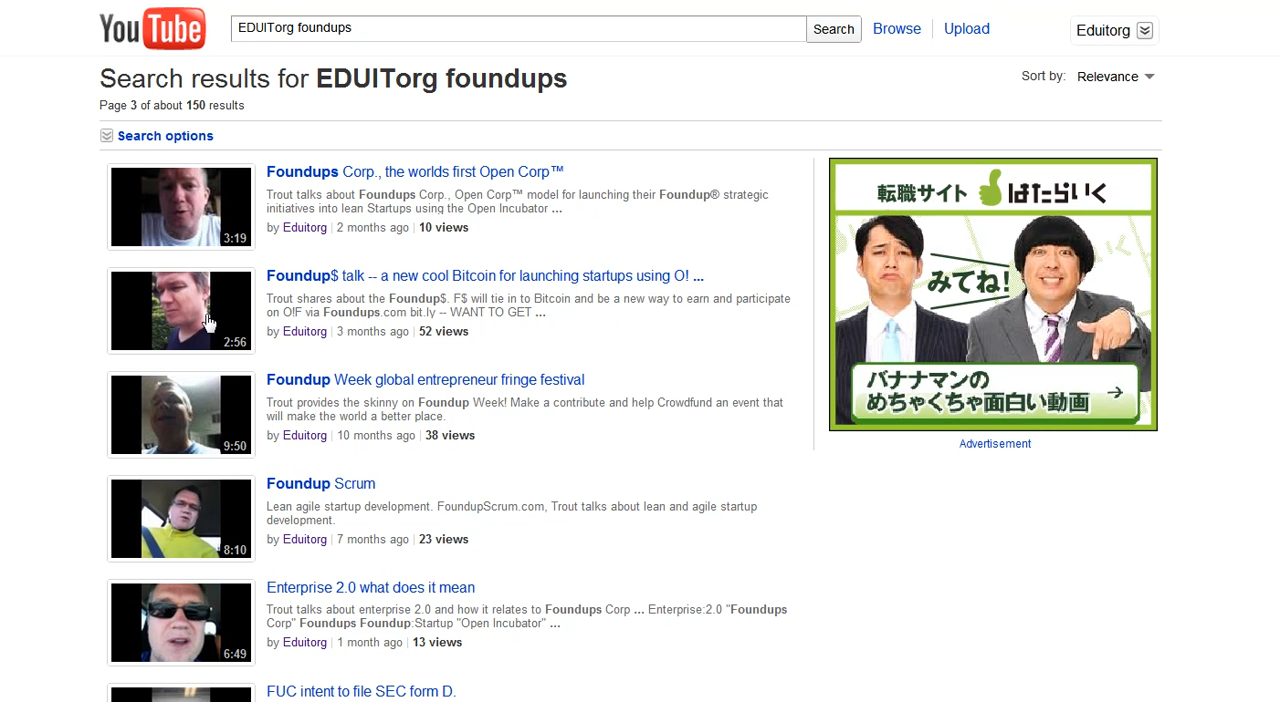 YouTube
EDUITorg foundups
Search
Browse
Upload
Eduitorg
Search results for EDUITorg foundups
Sort by: Relevance
Page 3 of about 150 results
Search options
3:19
Foundups Corp., the worlds first Open Corp™
Trout talks about Foundups Corp., Open Corp™ model for launching their Foundup® strategic
initiatives into lean Startups using the Open Incubator ...
by Eduitorg | 2 months ago | 10 views
2:56
Foundup$ talk -- a new cool Bitcoin for launching startups using O! ...
Trout shares about the Foundup$. F$ will tie in to Bitcoin and be a new way to earn and participate
on O!F via Foundups.com bit.ly -- WANT TO GET ...
by Eduitorg | 3 months ago | 52 views
9:50
Foundup Week global entrepreneur fringe festival
Trout provides the skinny on Foundup Week! Make a contribute and help Crowdfund an event that
will make the world a better place.
by Eduitorg | 10 months ago | 38 views
8:10
Foundup Scrum
Lean agile startup development. FoundupScrum.com, Trout talks about lean and agile startup
development.
by Eduitorg | 7 months ago | 23 views
6:49
Enterprise 2.0 what does it mean
Trout talks about enterprise 2.0 and how it relates to Foundups Corp ... Enterprise:2.0 "Foundups
Corp" Foundups Foundup:Startup "Open Incubator" ...
by Eduitorg | 1 month ago | 13 views
FUC intent to file SEC form D.
転職サイト はたらいく
みてね!
バナナマンの
めちゃくちゃ面白い動画
Advertisement